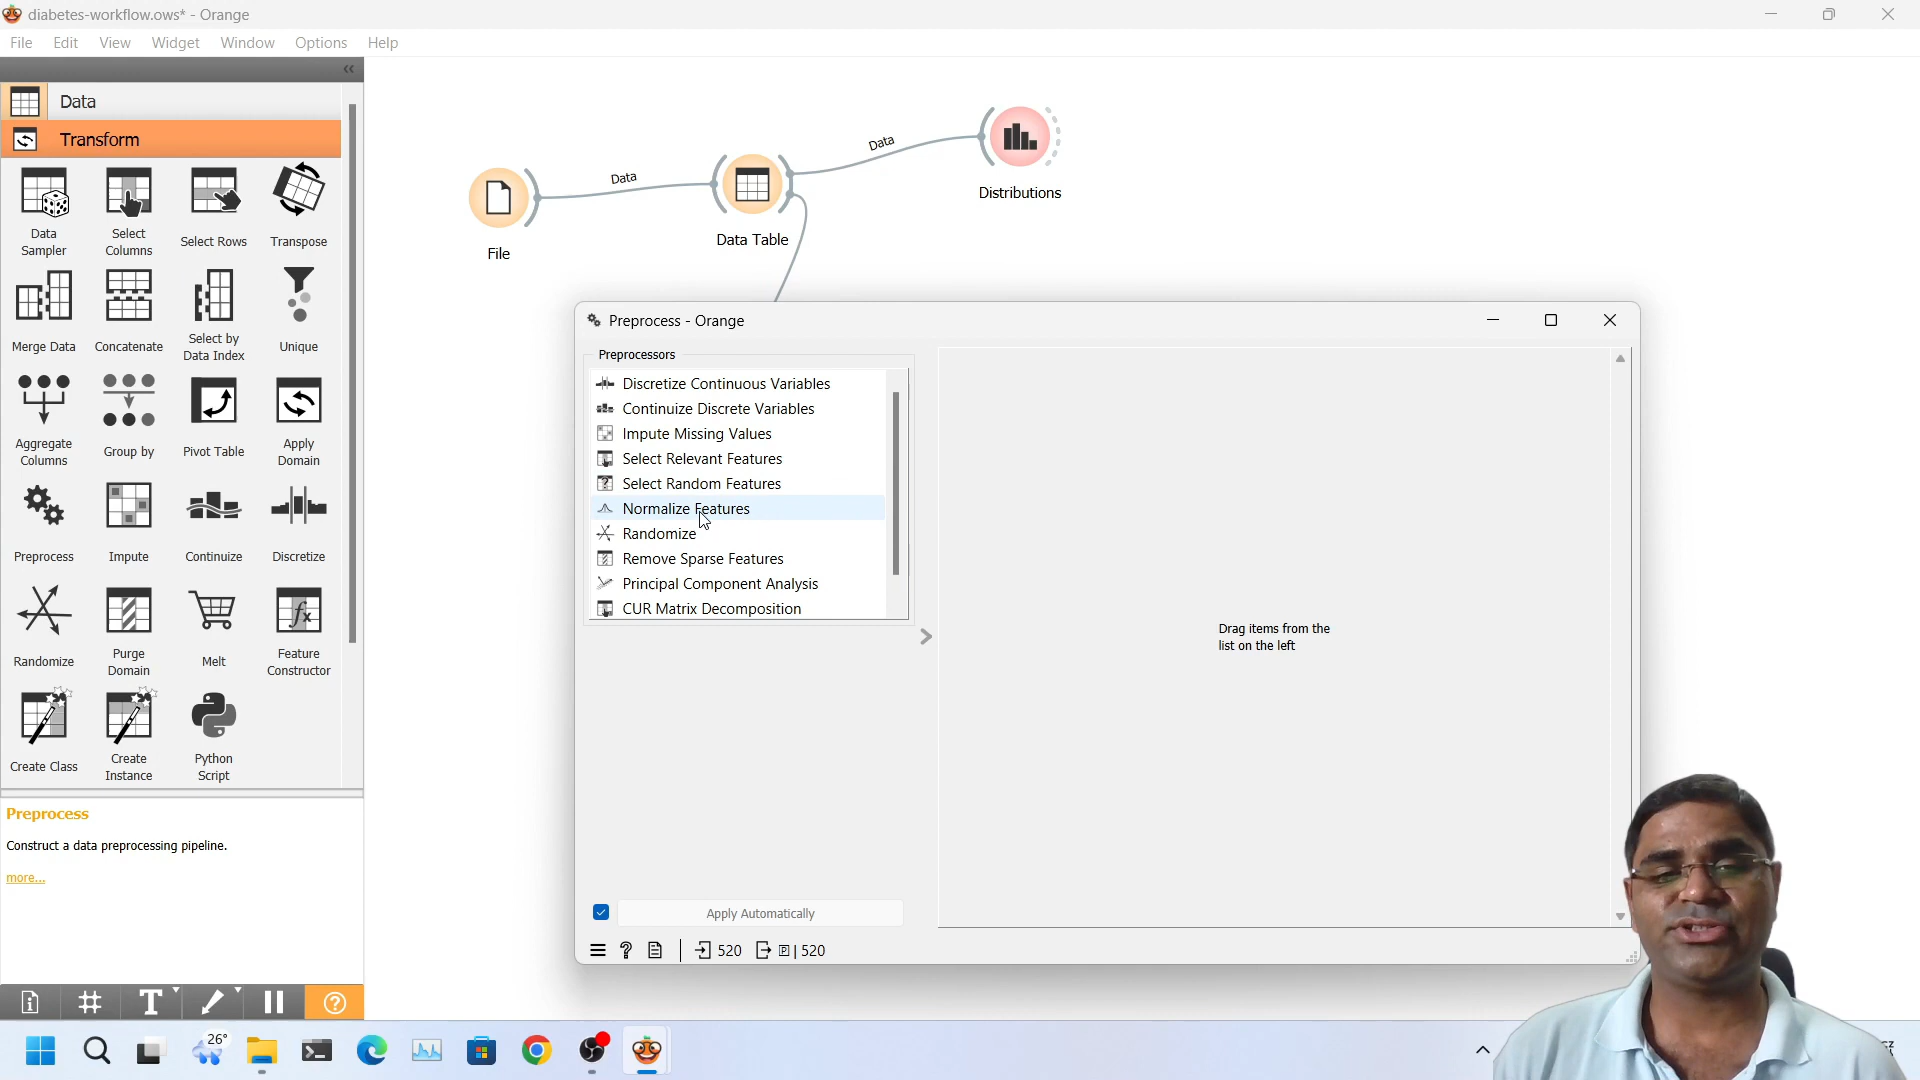 diabetes-workflow.ows* - Orange
File Edit View Widget Window Options Help
Data
Transform
Data Sampler
Select Columns
Select Rows
Transpose
Merge Data
Concatenate
Select by Data Index
Unique
Aggregate Columns
Group by
Pivot Table
Apply Domain
Preprocess
Impute
Continuize
Discretize
Randomize
Purge Domain
Melt
Feature Constructor
Create Class
Create Instance
Python Script
Preprocess
Construct a data preprocessing pipeline.
more...
File
Data
Data Table
Data
Distributions
Preprocess - Orange
Preprocessors
Discretize Continuous Variables
Continuize Discrete Variables
Impute Missing Values
Select Relevant Features
Select Random Features
Normalize Features
Randomize
Remove Sparse Features
Principal Component Analysis
CUR Matrix Decomposition
Drag items from the
list on the left
Apply Automatically
520 P | 520
26°